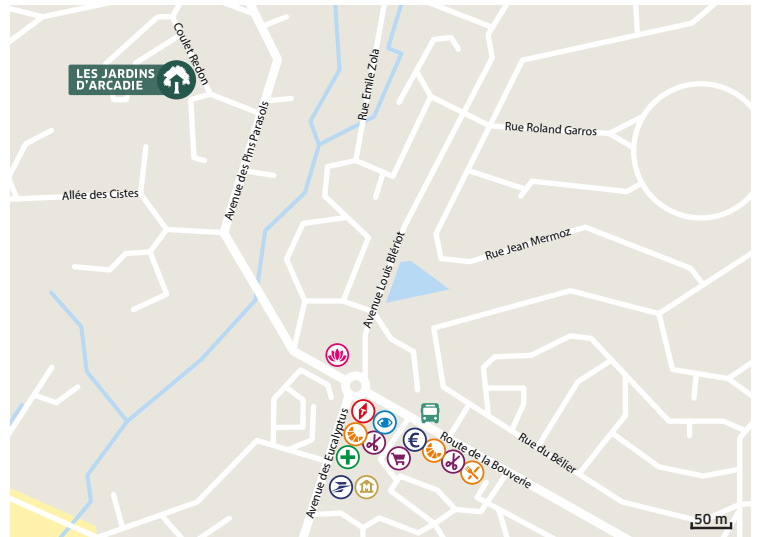 Coulet Redon
LES JARDINS
D'ARCADIE
Rue Emile Zola
Avenue des Pins Parasols
Rue Roland Garros
Allée des Cistes
Rue Jean Mermoz
Avenue Louis Blériot
€
Avenue des Eucalyptus
Route de la Bouverie
Rue du Bélier
50 m